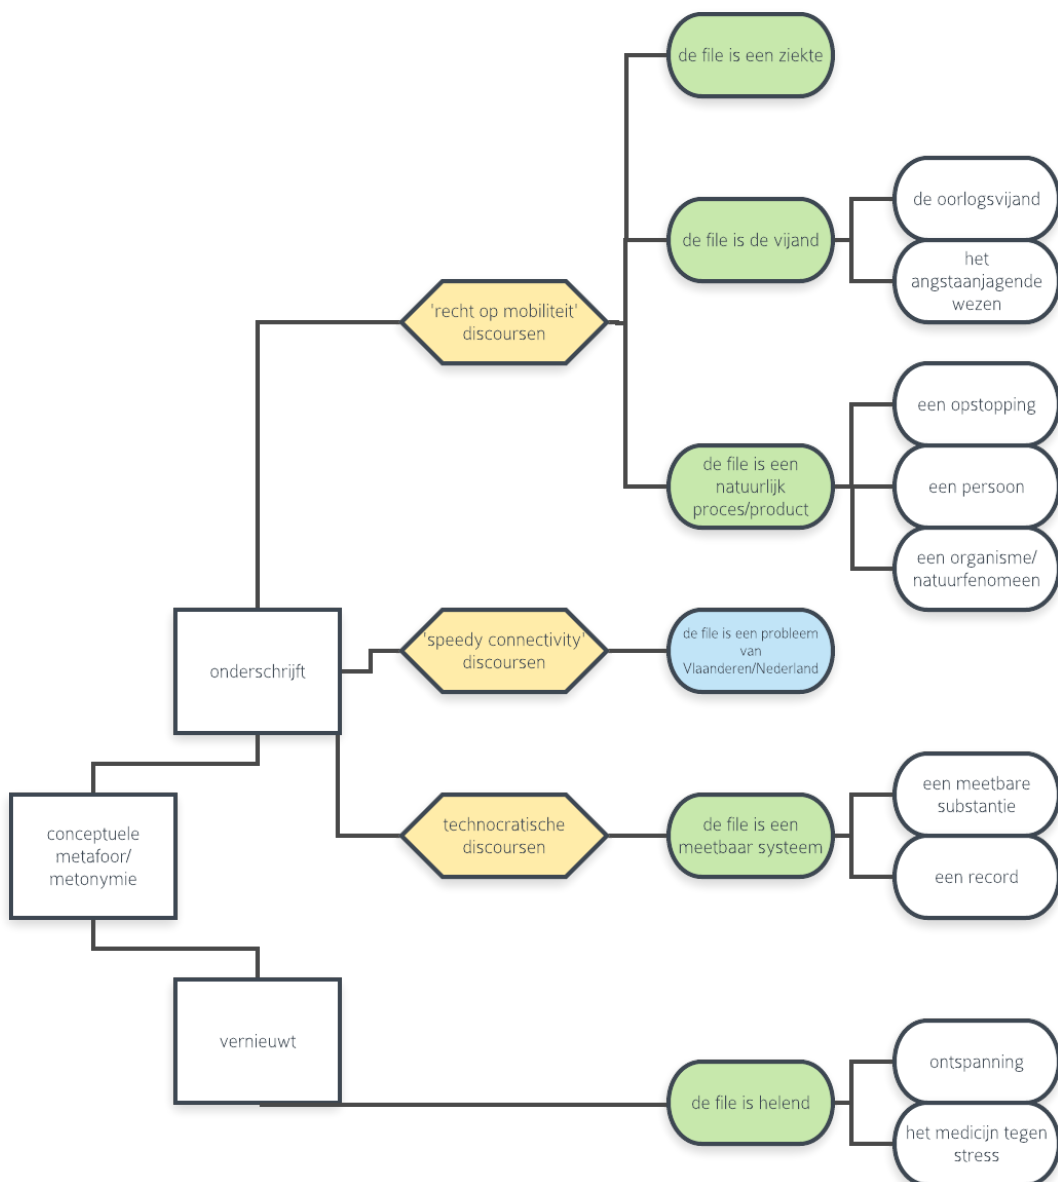 de file is een ziekte
de oorlogsvijand
de file is de vijand
het
angstaanjagende
wezen
'recht op mobiliteit'
discoursen
een opstopping
de file is een
natuurlijk
proces/product
een persoon
een organisme/
natuurfenomeen
onderschrijft
'speedy connectivity'
discoursen
de file is een probleem
van
Vlaanderen/Nederland
een meetbare
substantie
technocratische
discoursen
de file is een
meetbaar systeem
een record
conceptuele
metafoor/
metonymie
vernieuwt
ontspanning
de file is helend
het medicijn tegen
stress